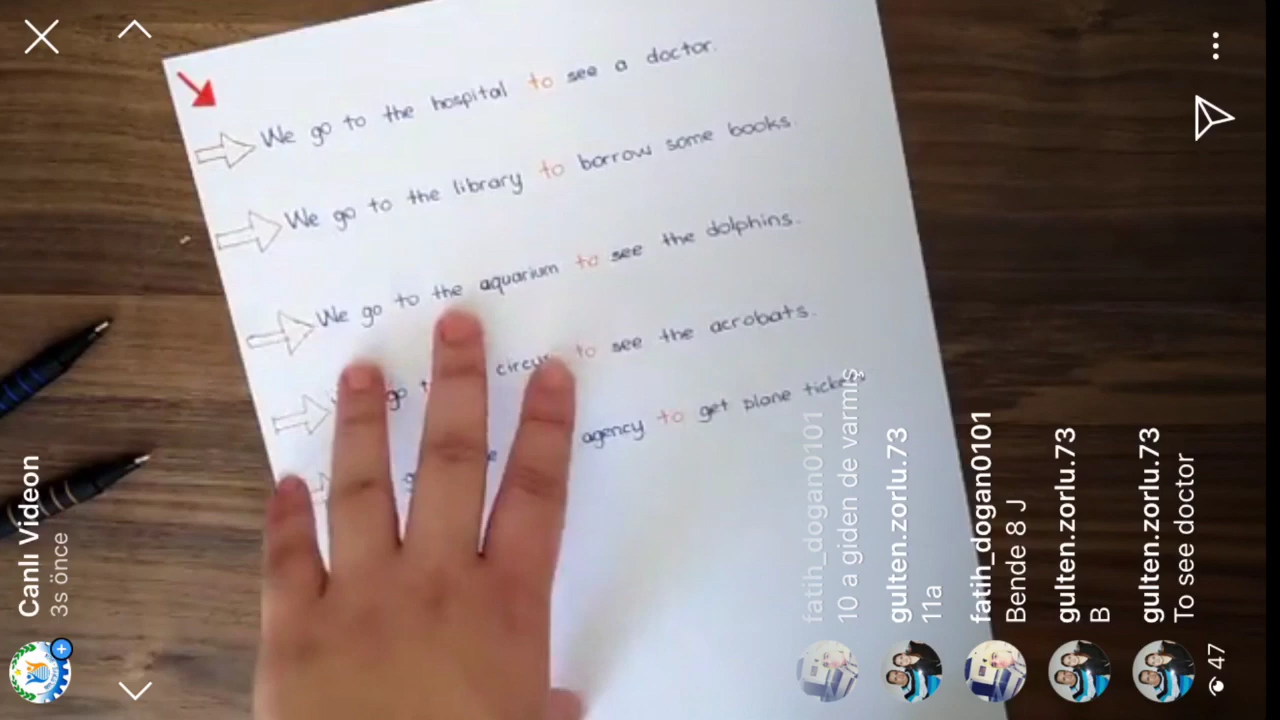 We go to the hospital to see a doctor.
We go to the library to borrow some books.
We go to the aquarium to see the dolphins.
go circus to see the acrobats.
agency to get plane tickets
Canlı Videon
3s önce
fatih_dogan0101
10 a giden de varmış
gulten.zorlu.73
11a
fatih_dogan0101
Bende 8 J
gulten.zorlu.73
B
gulten.zorlu.73
To see doctor
47